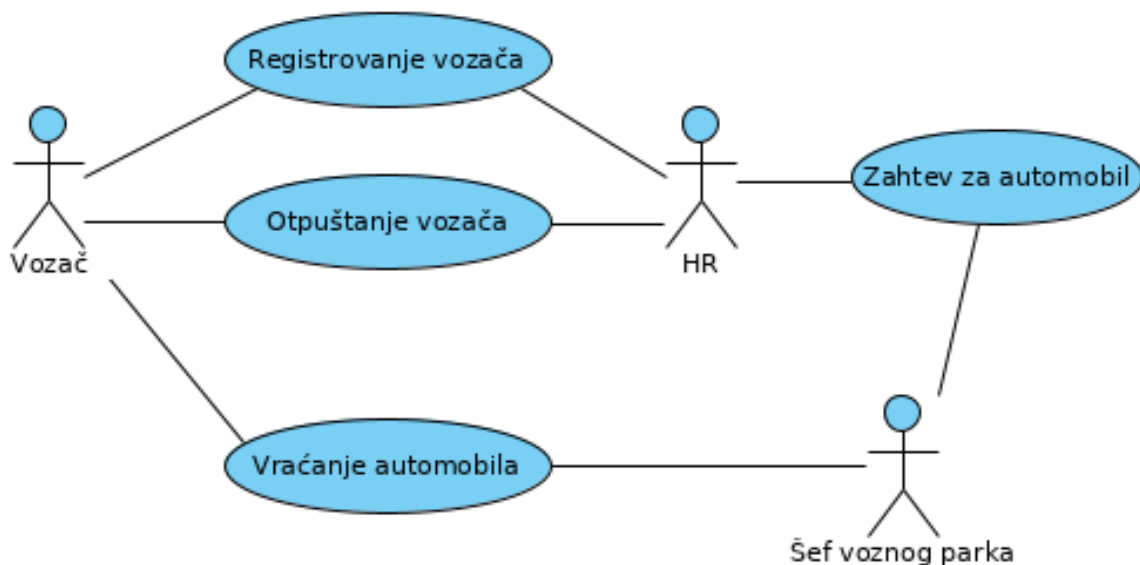 Registrovanje vozača
Zahtev za automobil
Otpuštanje vozača
Vozač
HR
Vraćanje automobila
Šef voznog parka